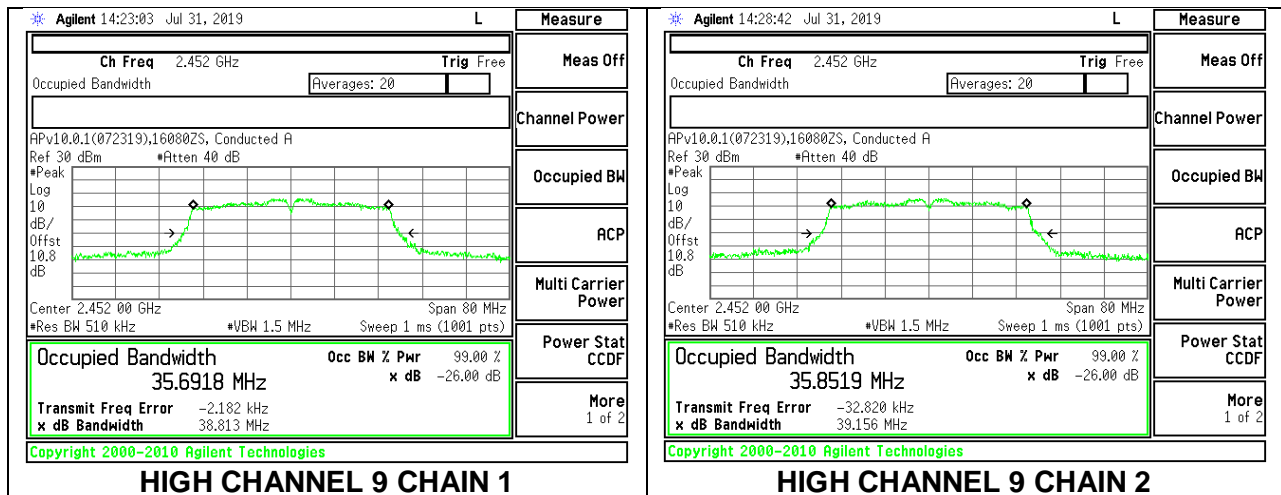 Agilent 14:23:03 Jul 31, 2019 L Measure
Ch Freq 2.452 GHz Trig Free
Meas Off
Occupied Bandwidth Averages: 20
Channel Power
APv10.0.1(072319),16080ZS, Conducted A
Ref 30 dBm #Atten 40 dB
#Peak
Log
10
dB/
Offst
10.8
dB
Occupied BW
ACP
Multi Carrier
Power
Center 2.452 00 GHz Span 80 MHz
#Res BW 510 kHz #VBW 1.5 MHz Sweep 1 ms (1001 pts)
Power Stat
CCDF
Occupied Bandwidth Occ BW % Pwr 99.00 %
35.6918 MHz x dB -26.00 dB
Transmit Freq Error -2.182 kHz
x dB Bandwidth 38.813 MHz
More
1 of 2
Copyright 2000-2010 Agilent Technologies
HIGH CHANNEL 9 CHAIN 1
Agilent 14:28:42 Jul 31, 2019 L Measure
Ch Freq 2.452 GHz Trig Free
Meas Off
Occupied Bandwidth Averages: 20
Channel Power
APv10.0.1(072319),16080ZS, Conducted A
Ref 30 dBm #Atten 40 dB
#Peak
Log
10
dB/
Offst
10.8
dB
Occupied BW
ACP
Multi Carrier
Power
Center 2.452 00 GHz Span 80 MHz
#Res BW 510 kHz #VBW 1.5 MHz Sweep 1 ms (1001 pts)
Power Stat
CCDF
Occupied Bandwidth Occ BW % Pwr 99.00 %
35.8519 MHz x dB -26.00 dB
Transmit Freq Error -32.820 kHz
x dB Bandwidth 39.156 MHz
More
1 of 2
Copyright 2000-2010 Agilent Technologies
HIGH CHANNEL 9 CHAIN 2